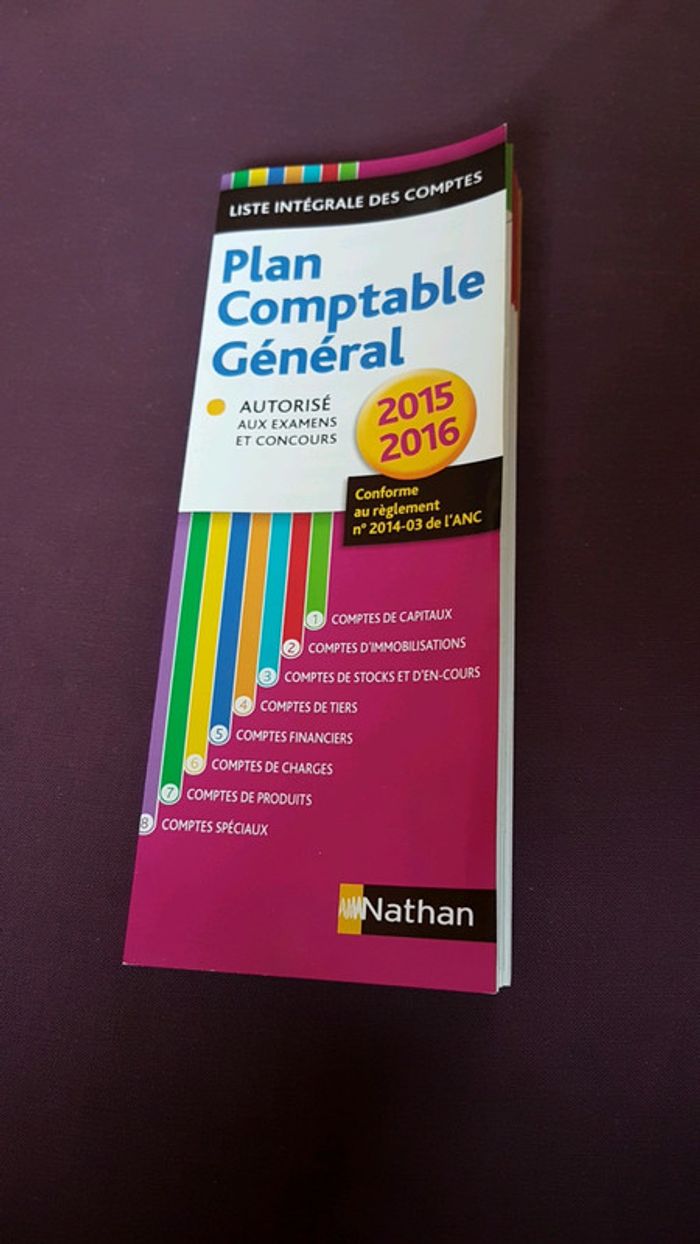 LISTE INTÉGRALE DES COMPTES
Plan
Comptable
Général
AUTORISÉ
AUX EXAMENS
ET CONCOURS
2015
2016
Conforme
au règlement
n° 2014-03 de l'ANC
1 COMPTES DE CAPITAUX
2 COMPTES D'IMMOBILISATIONS
3 COMPTES DE STOCKS ET D'EN-COURS
4 COMPTES DE TIERS
5 COMPTES FINANCIERS
6 COMPTES DE CHARGES
7 COMPTES DE PRODUITS
8 COMPTES SPÉCIAUX
Nathan